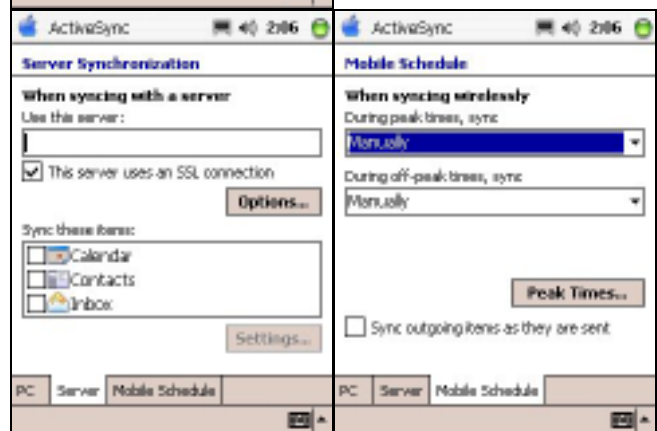 ActiveSync 2:06
Server Synchronization
When syncing with a server
Use this server:
This server uses an SSL connection
Options...
Sync these items:
Calendar
Contacts
Inbox
Settings...
PC Server Mobile Schedule
ActiveSync 2:06
Mobile Schedule
When syncing wirelessly
During peak times, sync
Manually
During off-peak times, sync
Manually
Peak Times...
Sync outgoing items as they are sent
PC Server Mobile Schedule